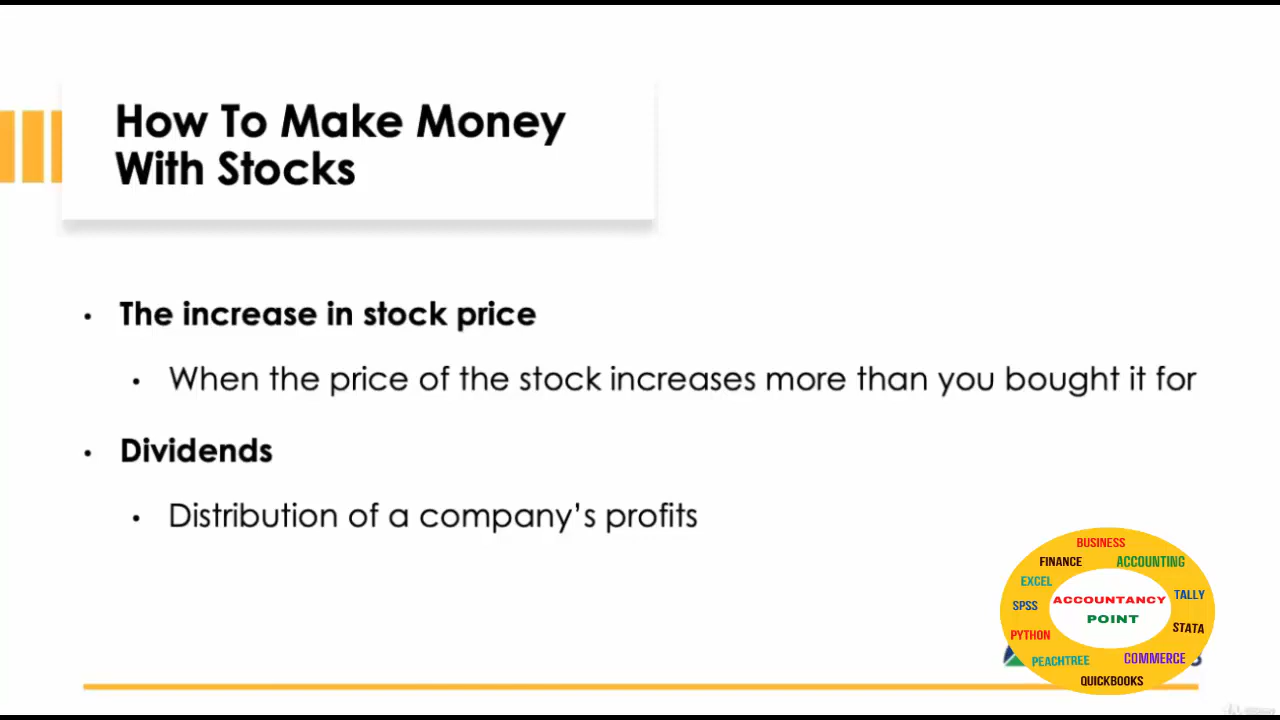 How To Make Money
With Stocks
• The increase in stock price
• When the price of the stock increases more than you bought it for
• Dividends
• Distribution of a company's profits
BUSINESS
FINANCE ACCOUNTING
EXCEL TALLY
SPSS ACCOUNTANCY
POINT STATA
PYTHON
PEACHTREE COMMERCE
QUICKBOOKS